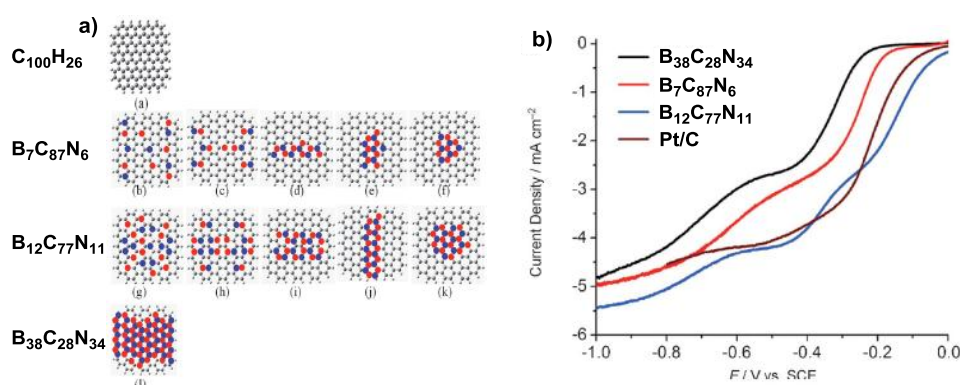 a)
C₁₀₀H₂₆
(a)
B₇C₈₇N₆
(b) (c) (d) (e) (f)
B₁₂C₇₇N₁₁
(g) (h) (i) (j) (k)
B₃₈C₂₈N₃₄
(l)
b)
B₃₈C₂₈N₃₄
B₇C₈₇N₆
B₁₂C₇₇N₁₁
Pt/C
Current Density / mA cm⁻²
0
-1
-2
-3
-4
-5
-6
-1.0 -0.8 -0.6 -0.4 -0.2 0.0
E / V vs. SCE